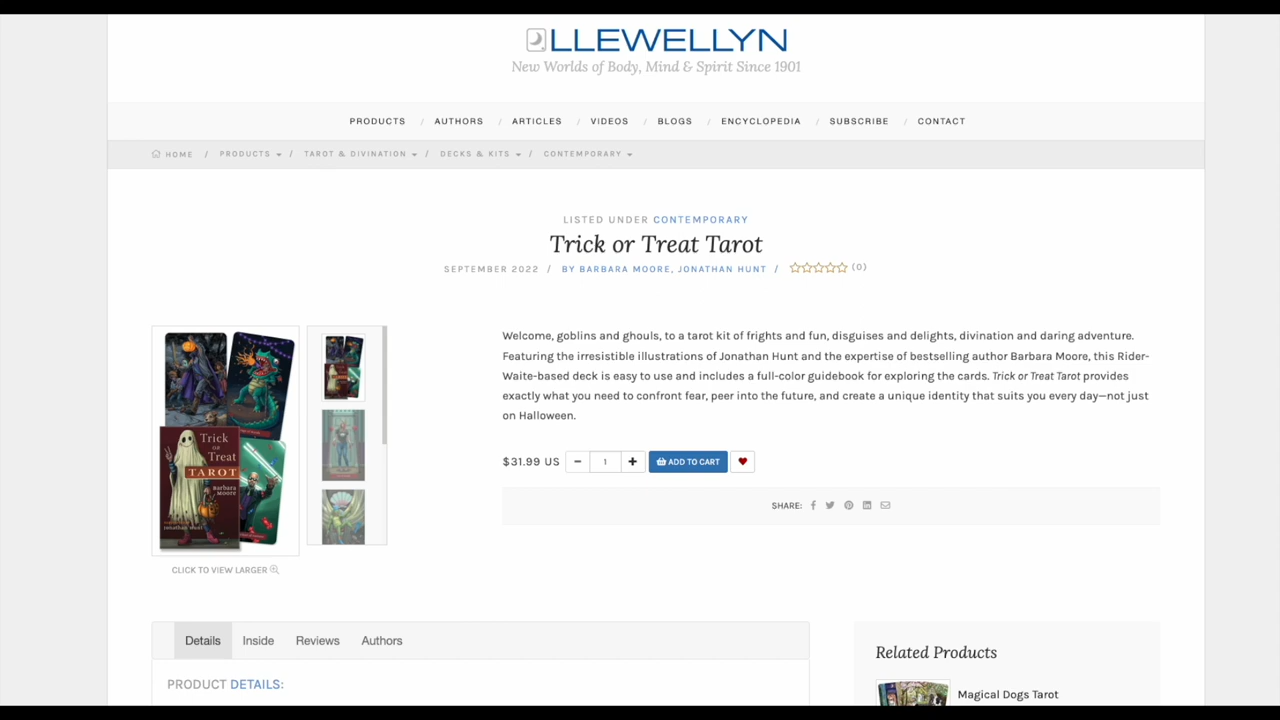 LLEWELLYN
New Worlds of Body, Mind & Spirit Since 1901
PRODUCTS / AUTHORS / ARTICLES / VIDEOS / BLOGS / ENCYCLOPEDIA / SUBSCRIBE / CONTACT
HOME / PRODUCTS / TAROT & DIVINATION / DECKS & KITS / CONTEMPORARY
LISTED UNDER CONTEMPORARY
Trick or Treat Tarot
SEPTEMBER 2022 / BY BARBARA MOORE, JONATHAN HUNT / (0)
Welcome, goblins and ghouls, to a tarot kit of frights and fun, disguises and delights, divination and daring adventure.
Featuring the irresistible illustrations of Jonathan Hunt and the expertise of bestselling author Barbara Moore, this Rider-
Waite-based deck is easy to use and includes a full-color guidebook for exploring the cards. Trick or Treat Tarot provides
exactly what you need to confront fear, peer into the future, and create a unique identity that suits you every day—not just
on Halloween.
Trick
or
Treat
TAROT
Barbara
Moore
Jonathan Hunt
$31.99 US - 1 + ADD TO CART
SHARE:
CLICK TO VIEW LARGER
Details Inside Reviews Authors
PRODUCT DETAILS:
Related Products
Magical Dogs Tarot